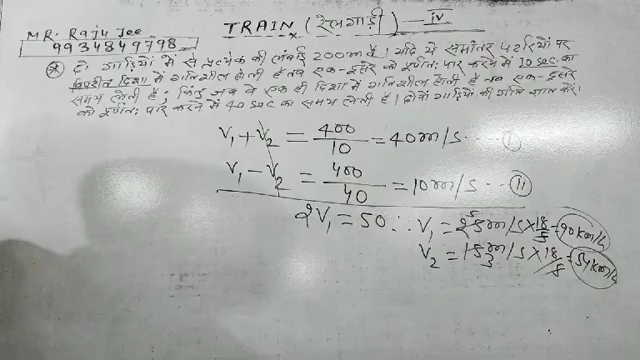 MR. Raju Jee
9934849798
TRAIN (रेलगाड़ी) — IV
दो गाड़ियों में से प्रत्येक की लंबाई 200m है। यदि ये समांतर पटरियों पर
विपरीत दिशा में गतिशील होती है तब एक-दूसरे को पूर्णतः पार करने में 10 sec का
समय लेती है; किंतु जब ये एक ही दिशा में गतिशील होती है तब एक-दूसरे
को पूर्णतः पार करने में 40 sec का समय लेती है। दोनों गाड़ियों की गति ज्ञात करें।
V₁+V₂ = 400/10 = 40m/s --- I
V₁-V₂ = 400/40 = 10m/s --- II
2V₁ = 50 ∴ V₁ = 25m/s × 18/5 = 90km/h
V₂ = 15m/s × 18/5 = 54km/h